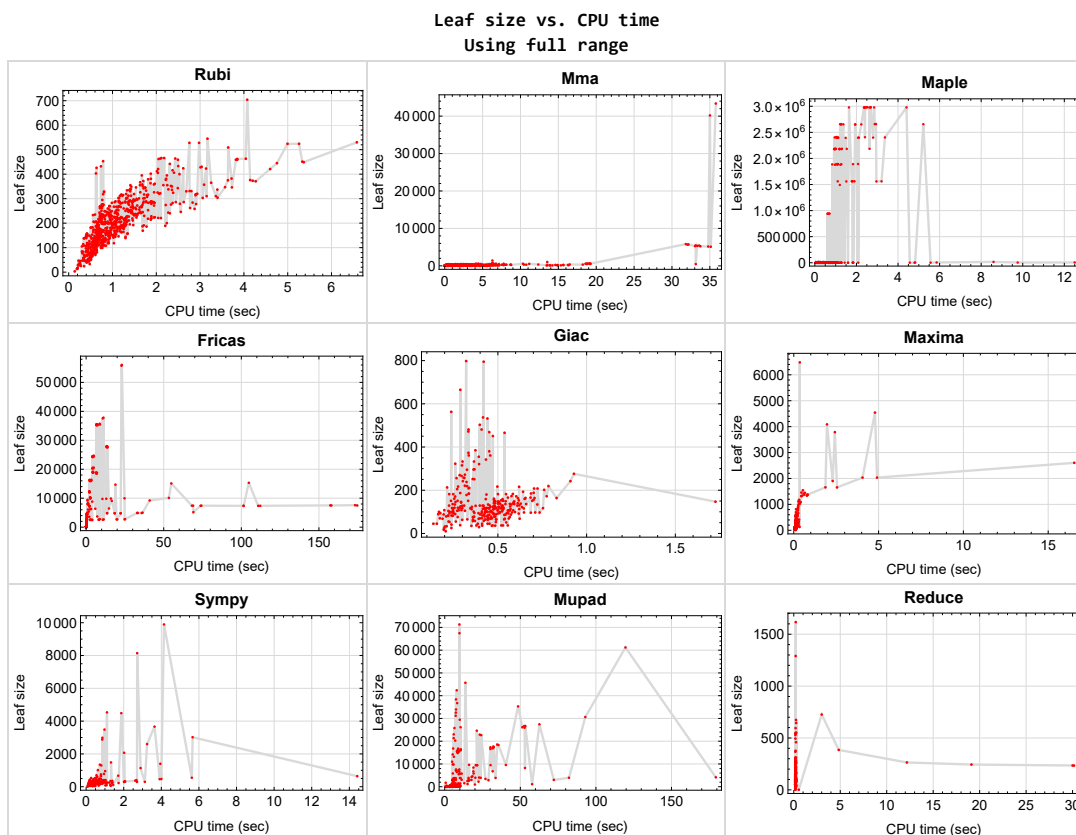 Leaf size vs. CPU time
Using full range
Rubi
Leaf size
700
600
500
400
300
200
100
0
0 1 2 3 4 5 6
CPU time (sec)
Mma
Leaf size
40 000
30 000
20 000
10 000
0
0 5 10 15 20 25 30 35
CPU time (sec)
Maple
Leaf size
3.0×10^6
2.5×10^6
2.0×10^6
1.5×10^6
1.0×10^6
500 000
0
0 2 4 6 8 10 12
CPU time (sec)
Fricas
Leaf size
50 000
40 000
30 000
20 000
10 000
0
0 50 100 150
CPU time (sec)
Giac
Leaf size
800
600
400
200
0
0.5 1.0 1.5
CPU time (sec)
Maxima
Leaf size
6000
5000
4000
3000
2000
1000
0
0 5 10 15
CPU time (sec)
Sympy
Leaf size
10 000
8000
6000
4000
2000
0
0 2 4 6 8 10 12 14
CPU time (sec)
Mupad
Leaf size
70 000
60 000
50 000
40 000
30 000
20 000
10 000
0
0 50 100 150
CPU time (sec)
Reduce
Leaf size
1500
1000
500
0
0 5 10 15 20 25 30
CPU time (sec)